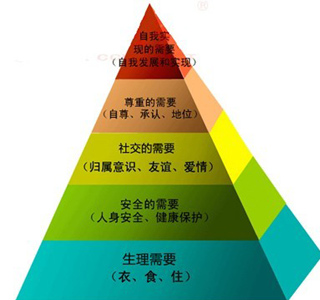 自我实
现的需要
（自我发展和实现）
尊重的需要
（自尊、承认、地位）
社交的需要
（归属意识、友谊、爱情）
安全的需要
（人身安全、健康保护）
生理需要
（衣、食、住）